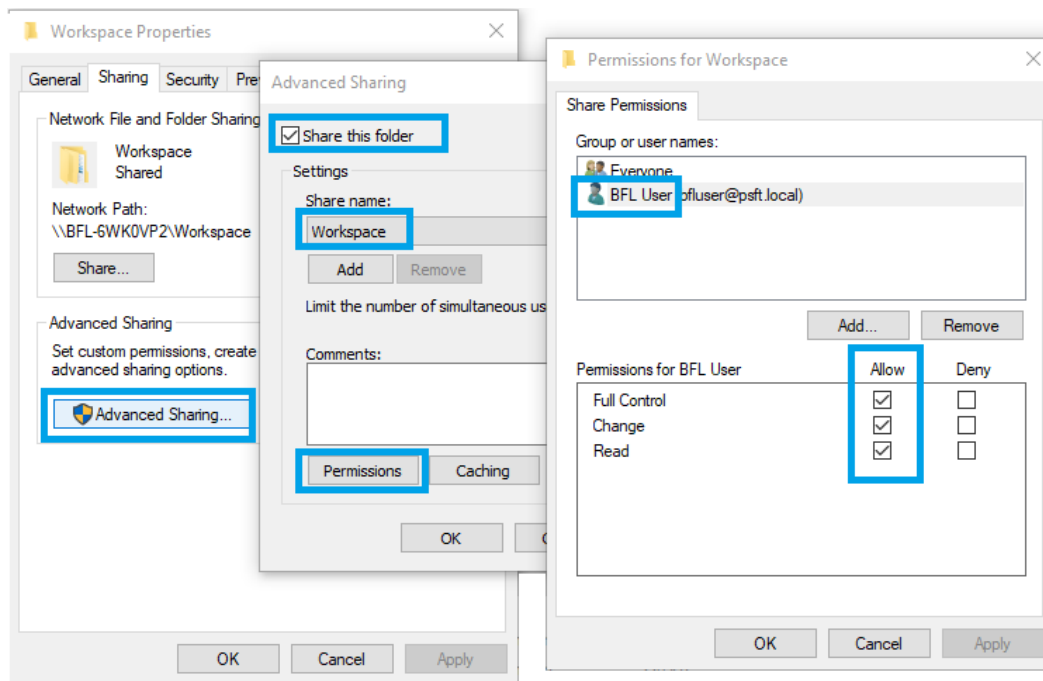 Workspace Properties
General Sharing Security Pre
Network File and Folder Sharing
Workspace
Shared
Network Path:
\\BFL-6WK0VP2\Workspace
Share...
Advanced Sharing
Set custom permissions, create
advanced sharing options.
Advanced Sharing...
OK Cancel Apply
Advanced Sharing
Share this folder
Settings
Share name:
Workspace
Add Remove
Limit the number of simultaneous us
Comments:
Permissions Caching
OK
Permissions for Workspace
Share Permissions
Group or user names:
Everyone
BFL User bfluser@psft.local)
Add... Remove
Permissions for BFL User Allow Deny
Full Control
Change
Read
OK Cancel Apply